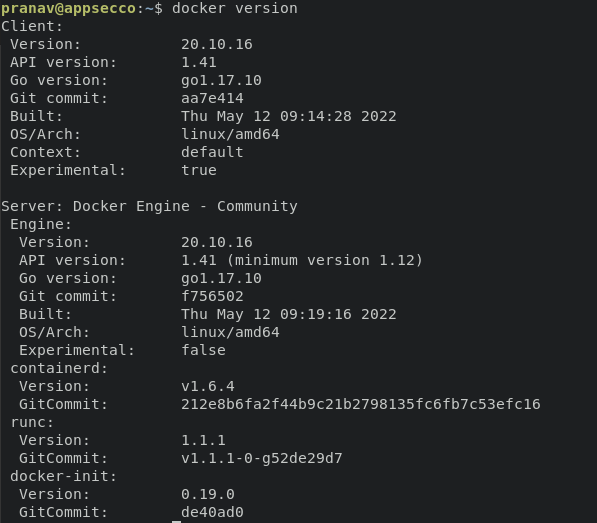 pranav@appsecco:~$ docker version
Client:
 Version:           20.10.16
 API version:       1.41
 Go version:        go1.17.10
 Git commit:        aa7e414
 Built:             Thu May 12 09:14:28 2022
 OS/Arch:           linux/amd64
 Context:           default
 Experimental:      true

Server: Docker Engine - Community
 Engine:
  Version:          20.10.16
  API version:      1.41 (minimum version 1.12)
  Go version:       go1.17.10
  Git commit:       f756502
  Built:            Thu May 12 09:19:16 2022
  OS/Arch:          linux/amd64
  Experimental:     false
 containerd:
  Version:          v1.6.4
  GitCommit:        212e8b6fa2f44b9c21b2798135fc6fb7c53efc16
 runc:
  Version:          1.1.1
  GitCommit:        v1.1.1-0-g52de29d7
 docker-init:
  Version:          0.19.0
  GitCommit:        de40ad0